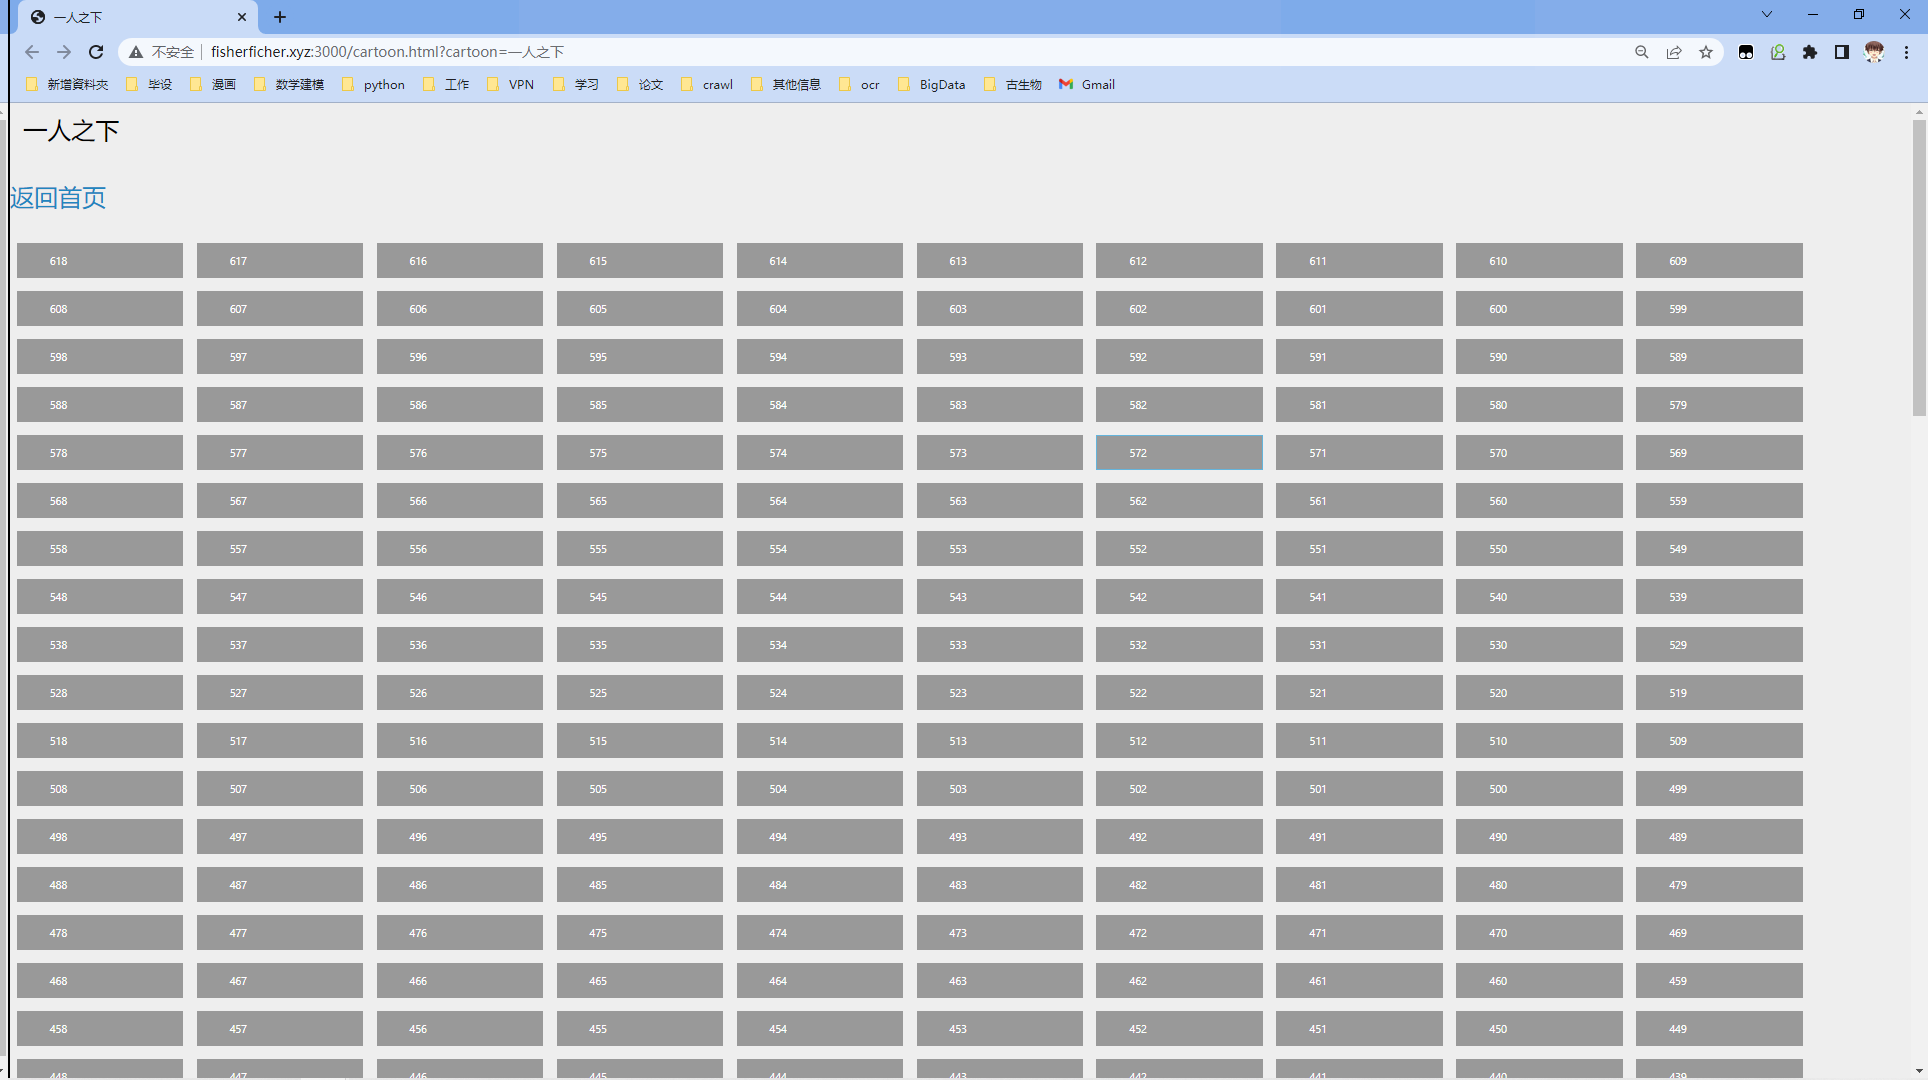 一人之下
不安全 fisherficher.xyz:3000/cartoon.html?cartoon=一人之下
新增資料夾 毕设 漫画 数学建模 python 工作 VPN 学习 论文 crawl 其他信息 ocr BigData 古生物 Gmail
一人之下
返回首页
618 617 616 615 614 613 612 611 610 609
608 607 606 605 604 603 602 601 600 599
598 597 596 595 594 593 592 591 590 589
588 587 586 585 584 583 582 581 580 579
578 577 576 575 574 573 572 571 570 569
568 567 566 565 564 563 562 561 560 559
558 557 556 555 554 553 552 551 550 549
548 547 546 545 544 543 542 541 540 539
538 537 536 535 534 533 532 531 530 529
528 527 526 525 524 523 522 521 520 519
518 517 516 515 514 513 512 511 510 509
508 507 506 505 504 503 502 501 500 499
498 497 496 495 494 493 492 491 490 489
488 487 486 485 484 483 482 481 480 479
478 477 476 475 474 473 472 471 470 469
468 467 466 465 464 463 462 461 460 459
458 457 456 455 454 453 452 451 450 449
448 447 446 445 444 443 442 441 440 439